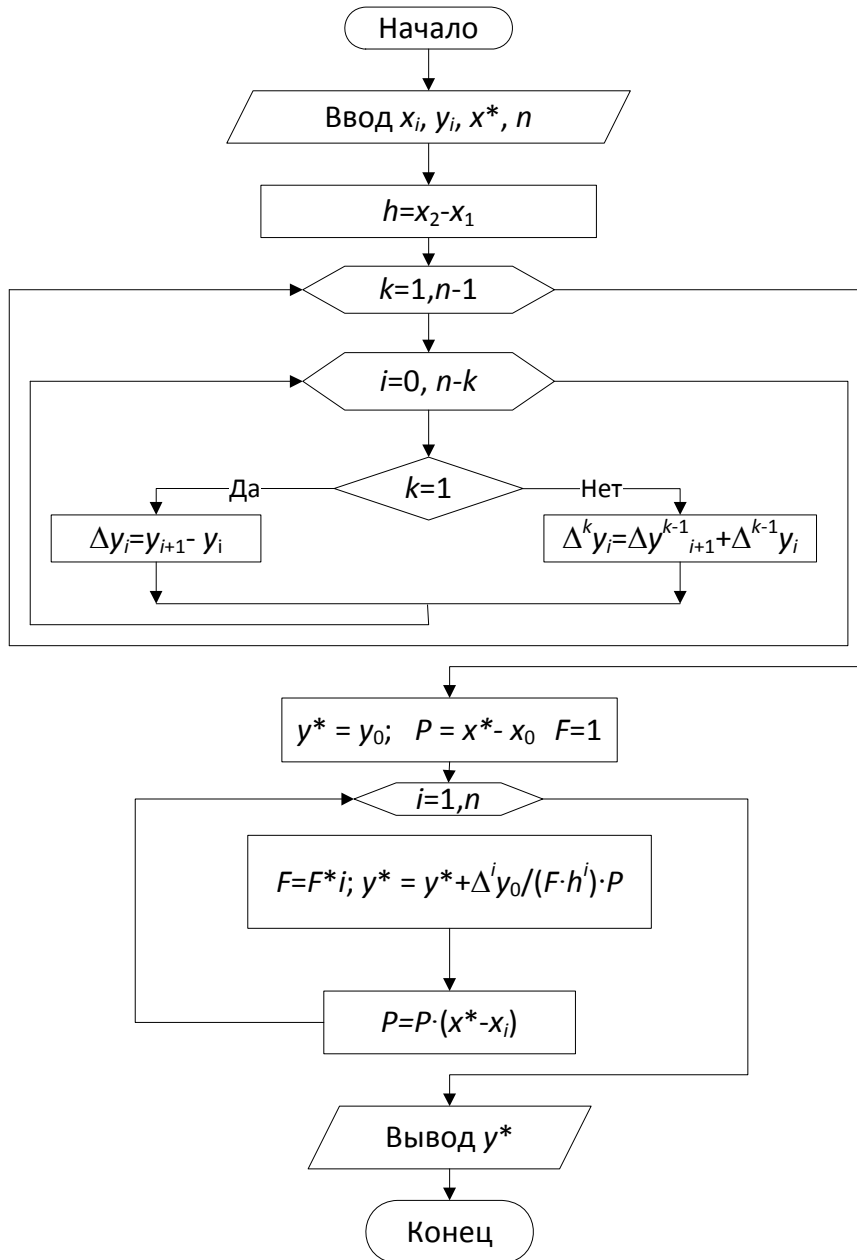 Начало
Ввод xᵢ, yᵢ, x*, n
h=x₂-x₁
k=1,n-1
i=0, n-k
k=1
Да
Нет
Δyᵢ=yᵢ₊₁- yᵢ
Δᵏyᵢ=Δyᵏ⁻¹ᵢ₊₁+Δᵏ⁻¹yᵢ
y* = y₀; P = x*- x₀ F=1
i=1,n
F=F*i; y* = y*+Δⁱy₀/(F·hⁱ)·P
P=P·(x*-xᵢ)
Вывод y*
Конец